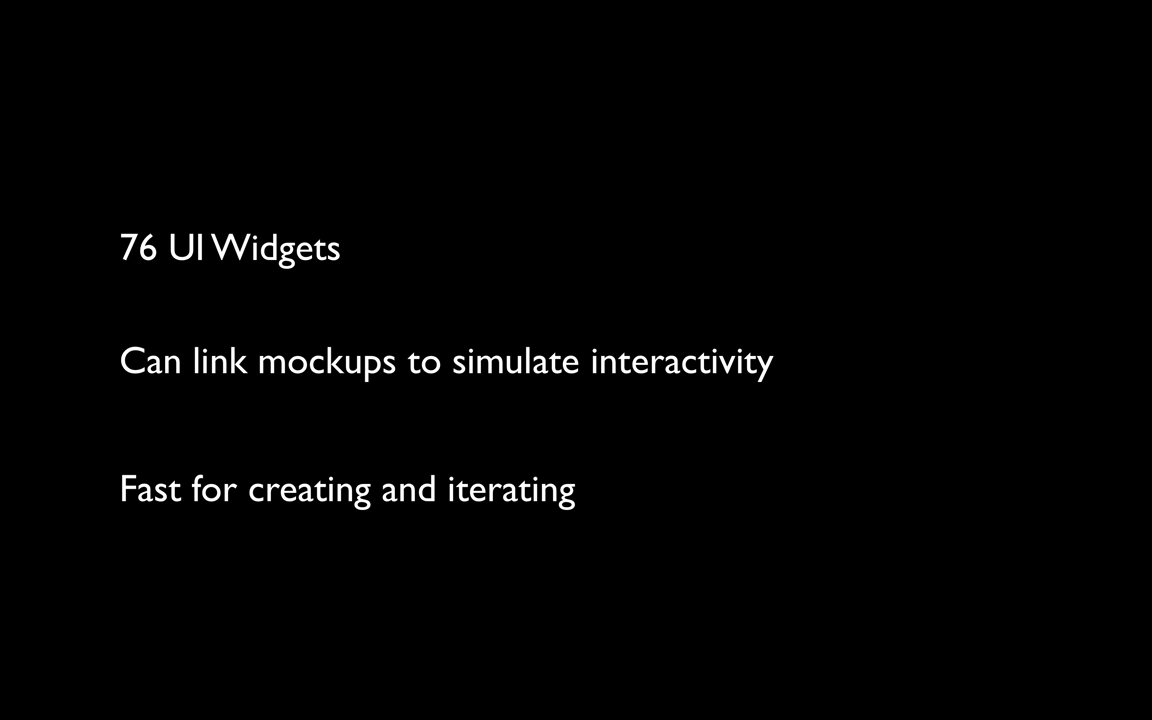 76 UI Widgets
Can link mockups to simulate interactivity
Fast for creating and iterating